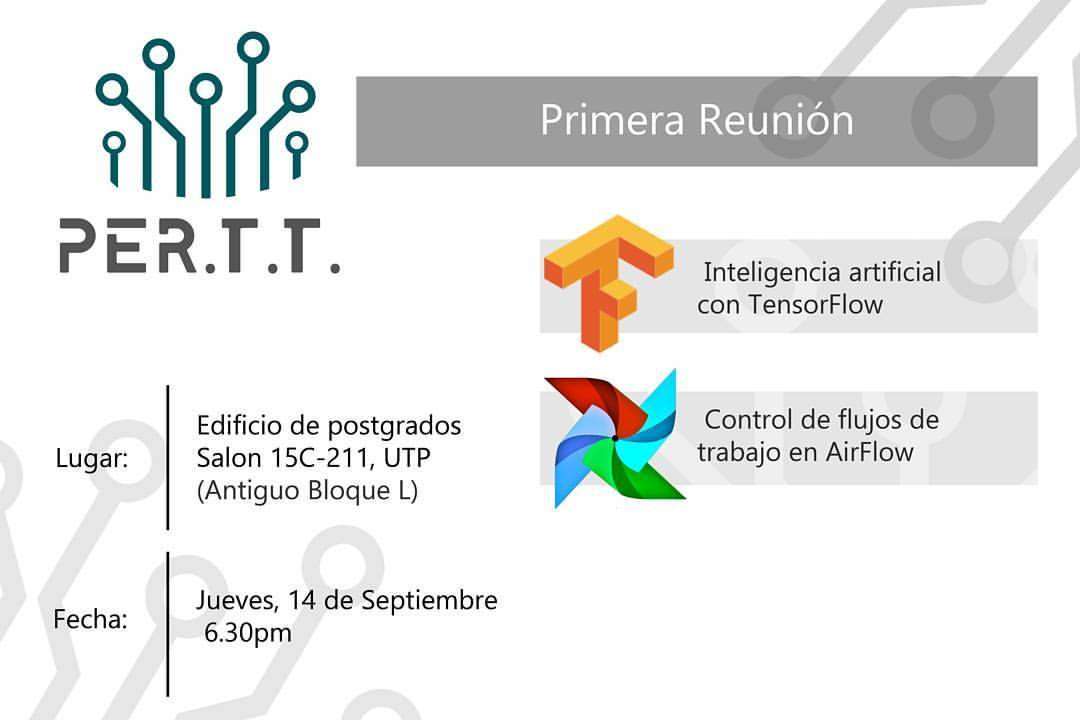 PER.T.T.
Primera Reunión
Inteligencia artificial
con TensorFlow
Control de flujos de
trabajo en AirFlow
Lugar:
Edificio de postgrados
Salon 15C-211, UTP
(Antiguo Bloque L)
Fecha:
Jueves, 14 de Septiembre
6.30pm